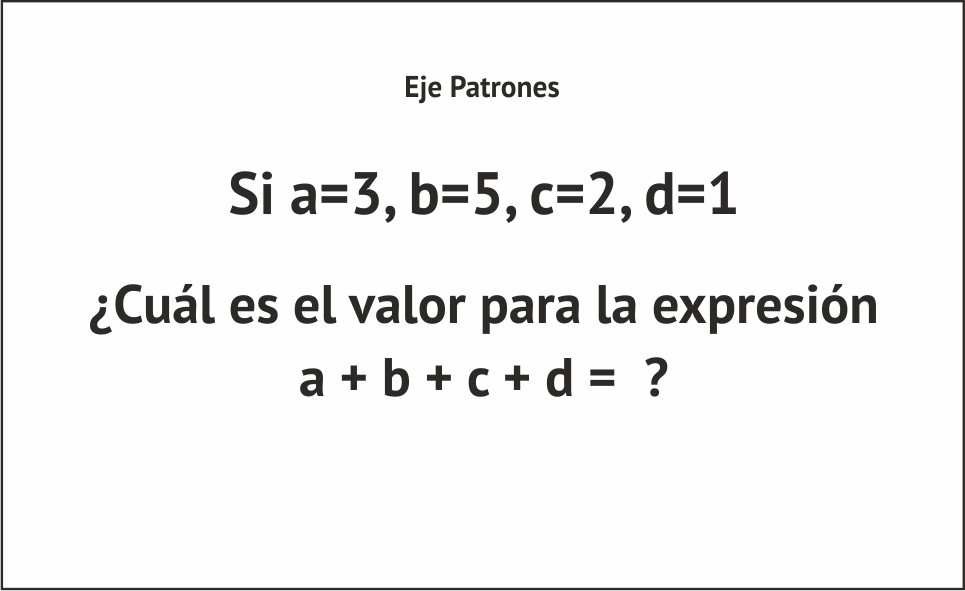 Eje Patrones
Si a=3, b=5, c=2, d=1
¿Cuál es el valor para la expresión
a + b + c + d = ?